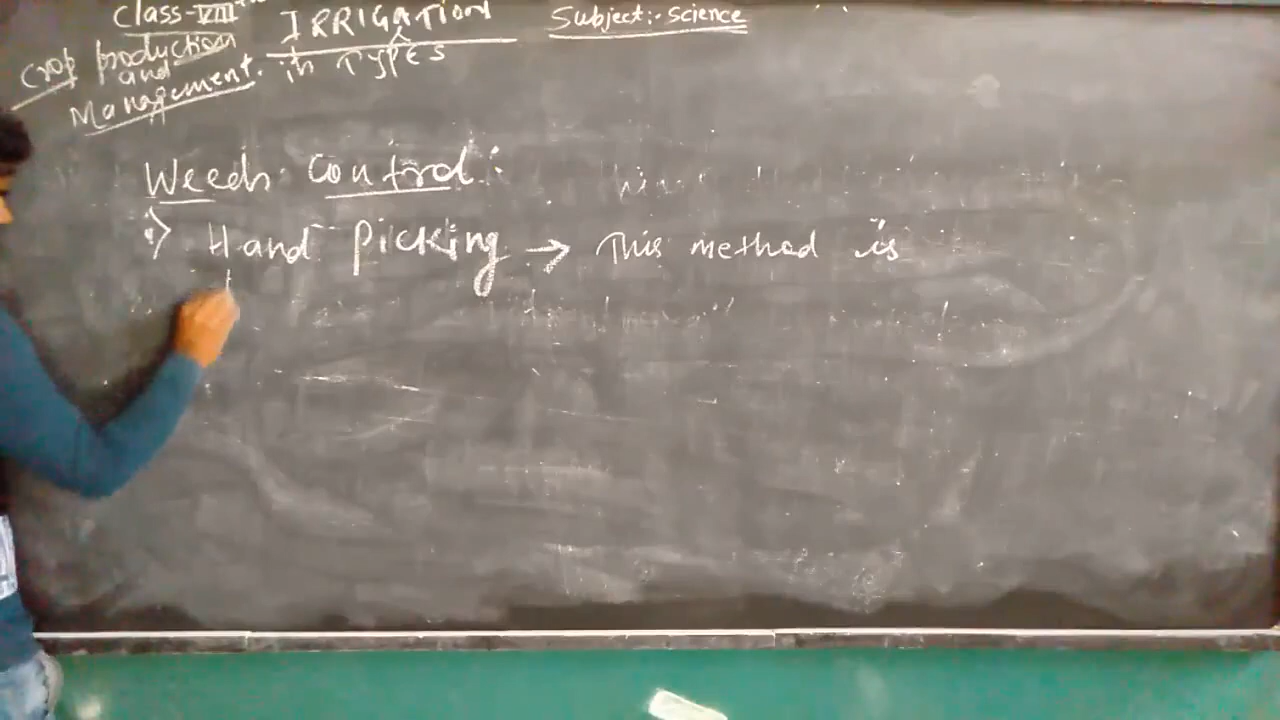 Class-VIII
IRRIGATION
Subject:- Science
Crop production
and
Management.
in TYPES
Weeds Control:
i) Hand Picking → This method is